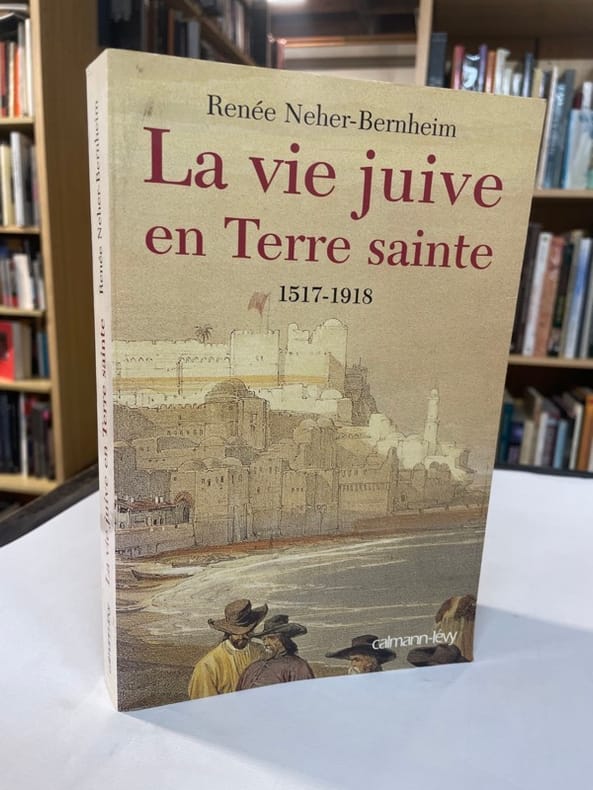 Renée Neher-Bernheim
La vie juive
en Terre sainte
1517-1918
calmann-lévy
Renée Neher-Bernheim
La vie juive en Terre sainte